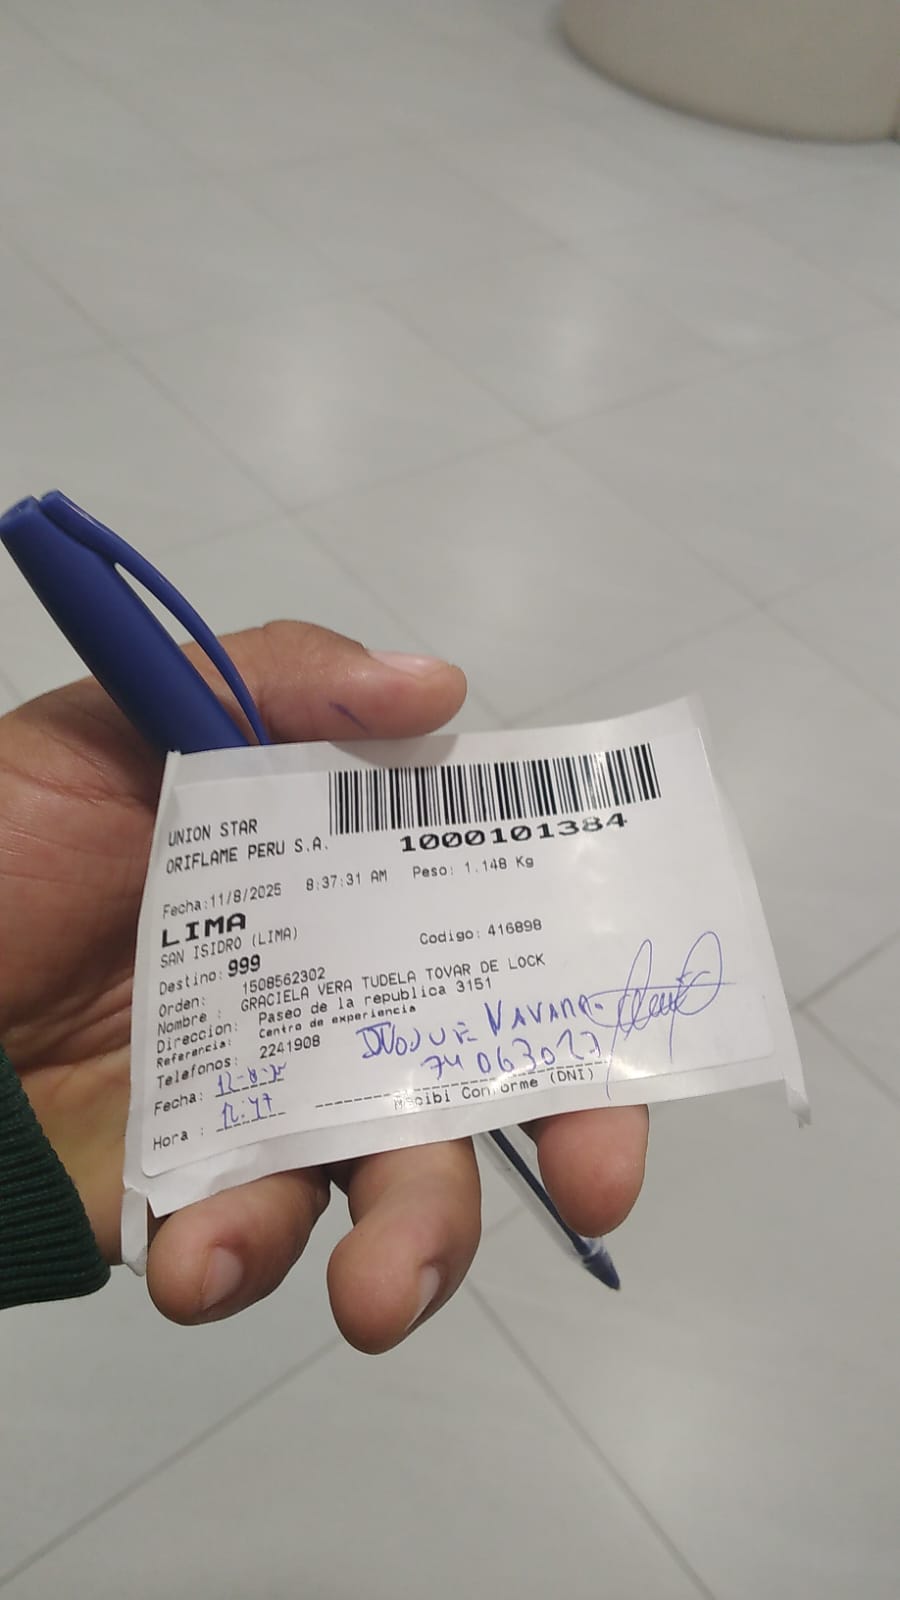 1000101384
UNION STAR
ORIFLAME PERU S.A.
Fecha:11/8/2025 8:37:31 AM Peso: 1.148 Kg
LIMA
SAN ISIDRO (LIMA)
Destino: 999 Codigo: 416898
Orden: 1508562302
Nombre : GRACIELA VERA TUDELA TOVAR DE LOCK
Direccion: Paseo de la republica 3151
Referencia: Centro de experiencia
Telefonos: 2241908
74063027
Fecha: 12-8-25
Hora : 12:47
Recibi Conforme (DNI)